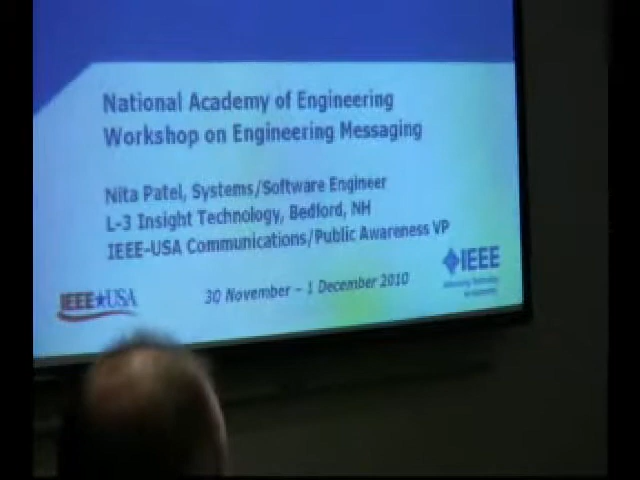 National Academy of Engineering
Workshop on Engineering Messaging
Nita Patel, Systems/Software Engineer
L-3 Insight Technology, Bedford, NH
IEEE-USA Communications/Public Awareness VP
IEEE
IEEE★USA
30 November – 1 December 2010